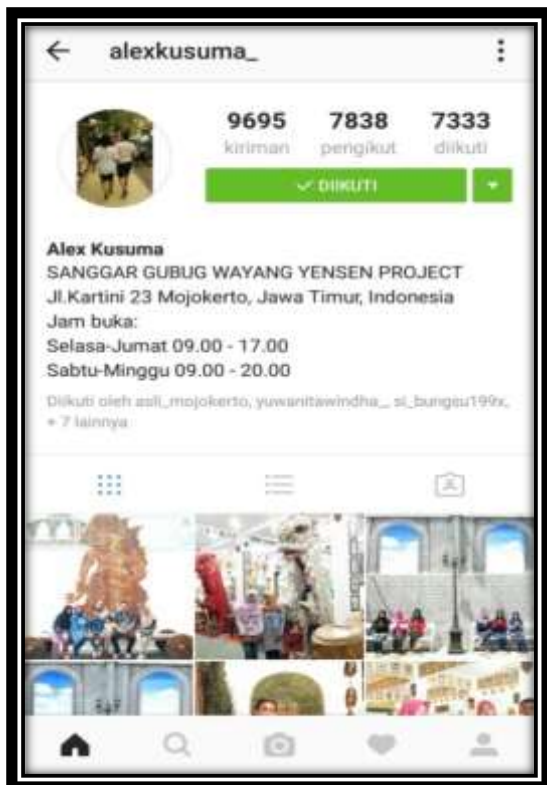 alexkusuma_
9695 7838 7333
kiriman pengikut diikuti
DIIKUTI
Alex Kusuma
SANGGAR GUBUG WAYANG YENSEN PROJECT
Jl.Kartini 23 Mojokerto, Jawa Timur, Indonesia
Jam buka:
Selasa-Jumat 09.00 - 17.00
Sabtu-Minggu 09.00 - 20.00
Diikuti oleh asli_mojokerto, yuwanitawindha_, si_bungsu199x,
+ 7 lainnya